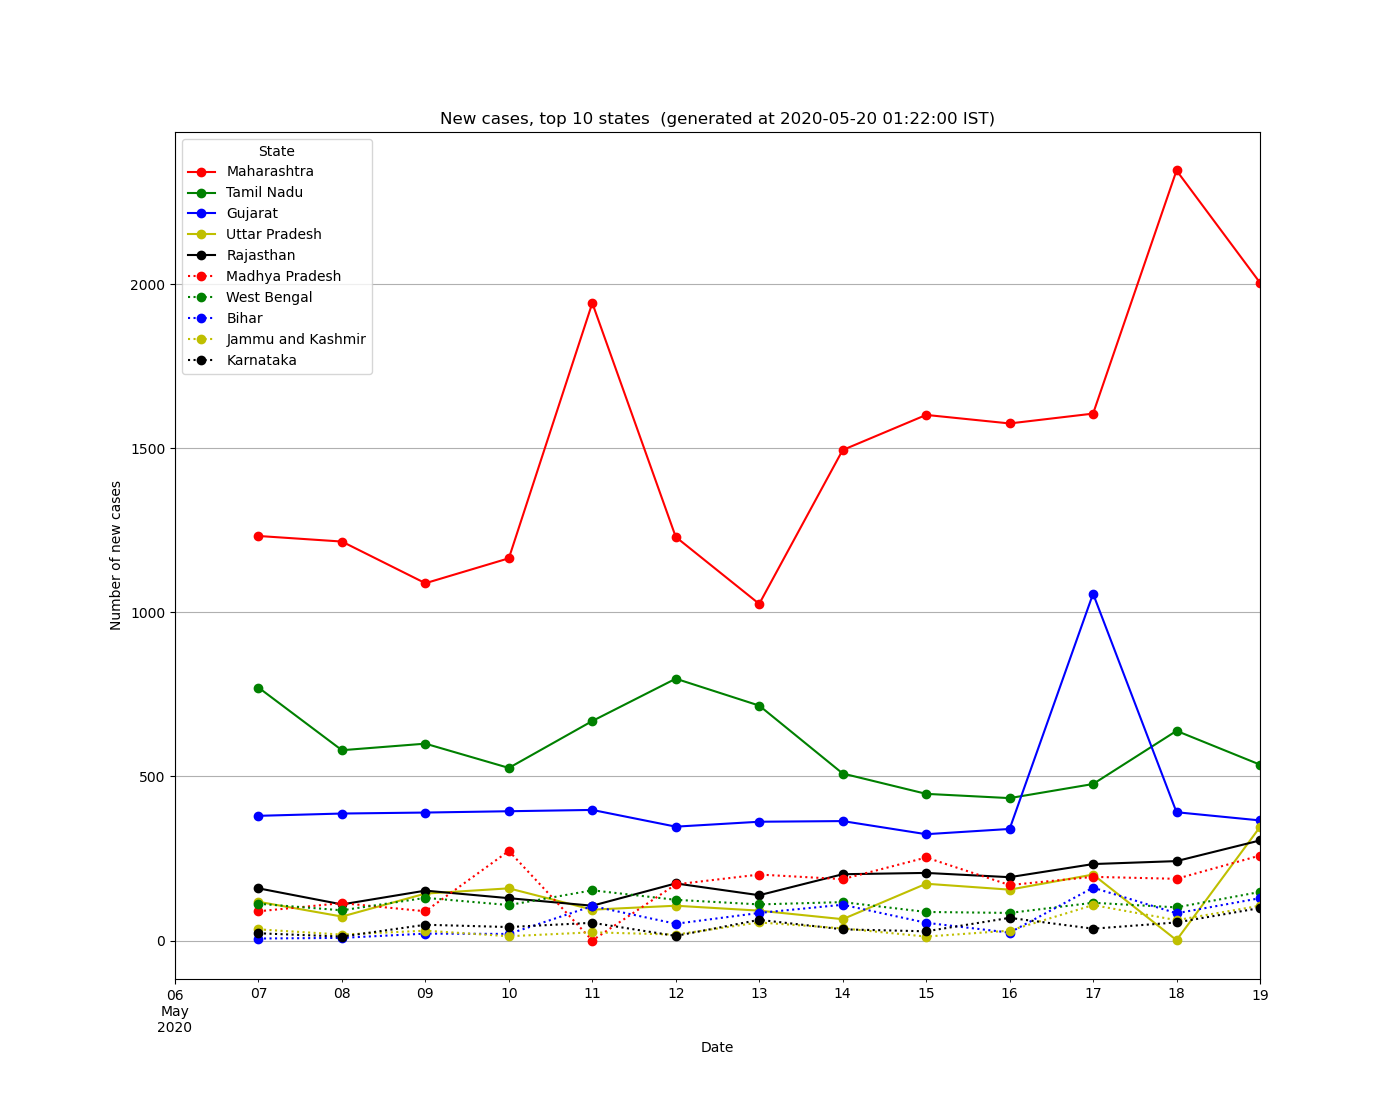 New cases, top 10 states  (generated at 2020-05-20 01:22:00 IST)
State
Maharashtra
Tamil Nadu
Gujarat
Uttar Pradesh
Rajasthan
Madhya Pradesh
West Bengal
Bihar
Jammu and Kashmir
Karnataka
2000
1500
1000
500
0
Number of new cases
06 07 08 09 10 11 12 13 14 15 16 17 18 19
May
2020
Date